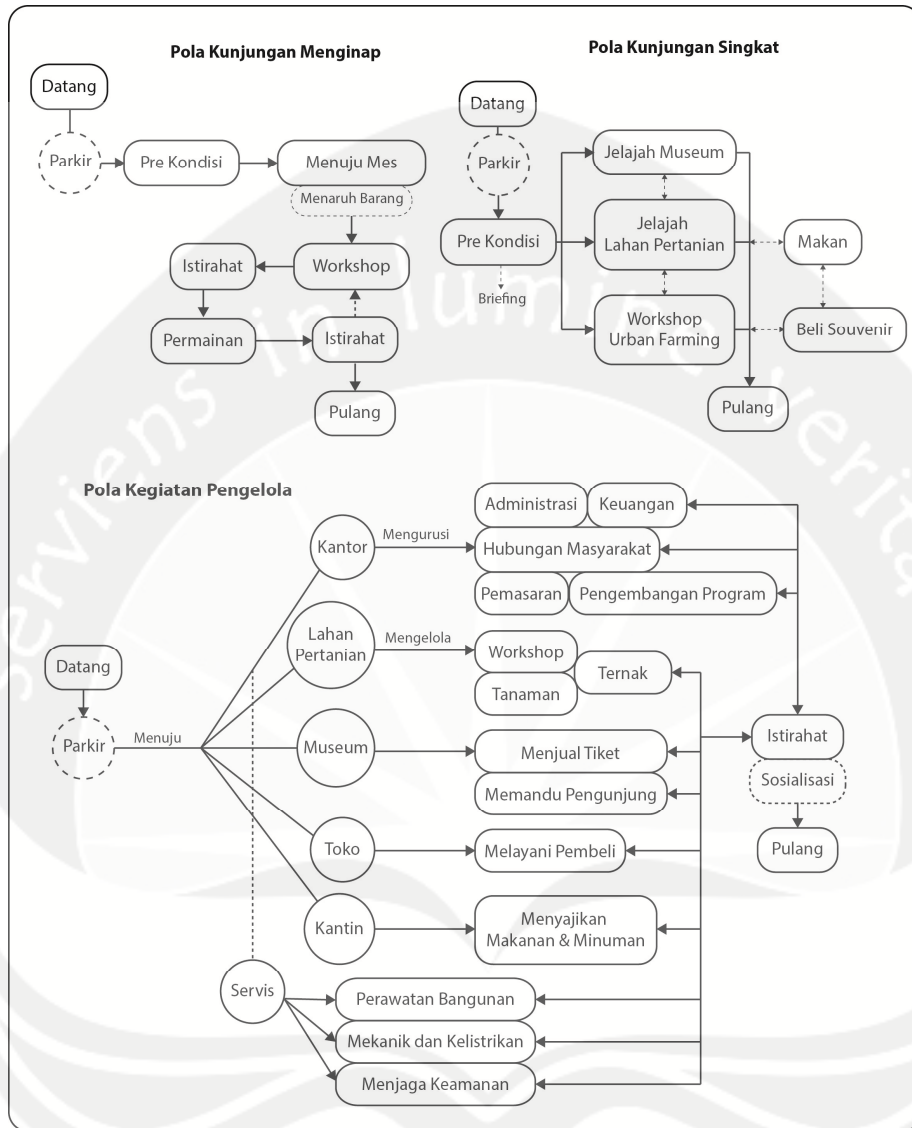 Pola Kunjungan Menginap
Datang
Parkir
Pre Kondisi
Menuju Mes
Menaruh Barang
Istirahat
Workshop
Permainan
Istirahat
Pulang
Pola Kunjungan Singkat
Datang
Parkir
Pre Kondisi
Briefing
Jelajah Museum
Jelajah
Lahan Pertanian
Workshop
Urban Farming
Makan
Beli Souvenir
Pulang
Pola Kegiatan Pengelola
Datang
Parkir
Menuju
Kantor
Mengurusi
Administrasi
Keuangan
Hubungan Masyarakat
Pemasaran
Pengembangan Program
Lahan
Pertanian
Mengelola
Workshop
Ternak
Tanaman
Museum
Menjual Tiket
Memandu Pengunjung
Toko
Melayani Pembeli
Kantin
Menyajikan
Makanan & Minuman
Servis
Perawatan Bangunan
Mekanik dan Kelistrikan
Menjaga Keamanan
Istirahat
Sosialisasi
Pulang
serviens in lumine veritatis